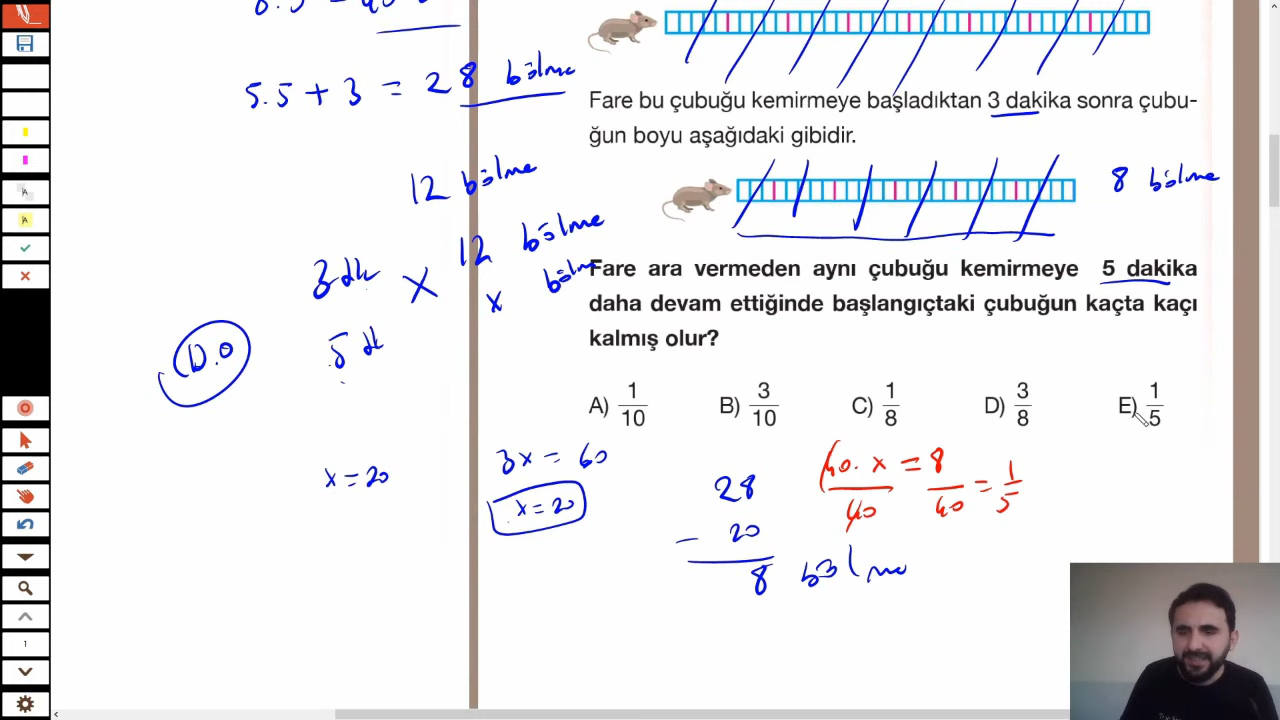 5.5 + 3 = 28 bölme
Fare bu çubuğu kemirmeye başladıktan 3 dakika sonra çubu-
ğun boyu aşağıdaki gibidir.
12 bölme
8 bölme
3 dk 12 bölme
5 dk x bölme
D.O
Fare ara vermeden aynı çubuğu kemirmeye 5 dakika
daha devam ettiğinde başlangıçtaki çubuğun kaçta kaçı
kalmış olur?
A) 1/10 B) 3/10 C) 1/8 D) 3/8 E) 1/5
x = 20
3x = 60
x = 20
28
- 20
8 bölme
40. x = 8
40 40 = 1/5
1